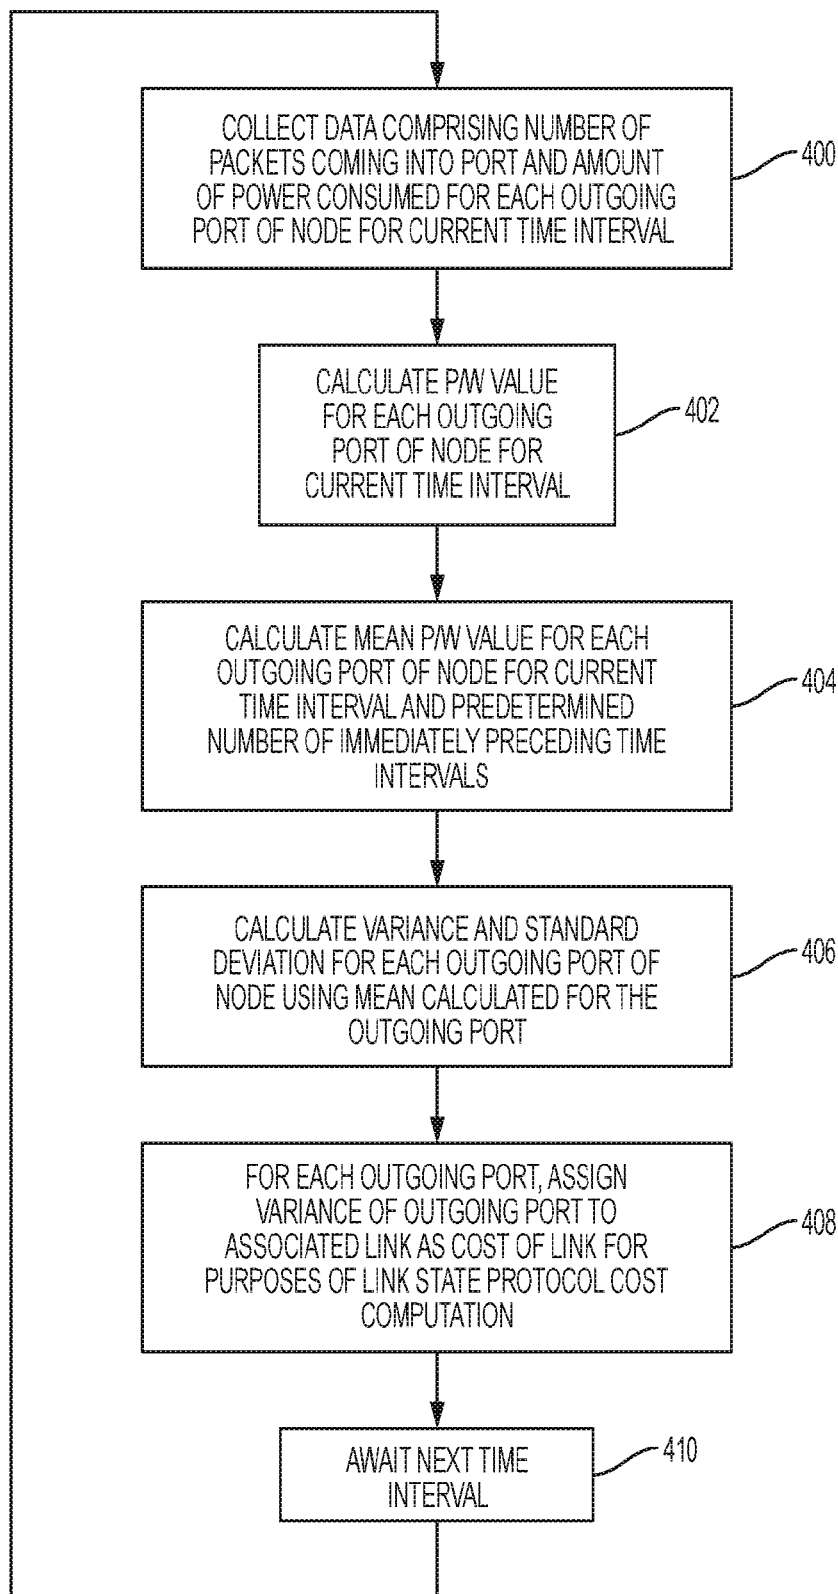 COLLECT DATA COMPRISING NUMBER OF
PACKETS COMING INTO PORT AND AMOUNT
OF POWER CONSUMED FOR EACH OUTGOING
PORT OF NODE FOR CURRENT TIME INTERVAL
400
CALCULATE P/W VALUE
FOR EACH OUTGOING
PORT OF NODE FOR
CURRENT TIME INTERVAL
402
CALCULATE MEAN P/W VALUE FOR EACH
OUTGOING PORT OF NODE FOR CURRENT
TIME INTERVAL AND PREDETERMINED
NUMBER OF IMMEDIATELY PRECEDING TIME
INTERVALS
404
CALCULATE VARIANCE AND STANDARD
DEVIATION FOR EACH OUTGOING PORT OF
NODE USING MEAN CALCULATED FOR THE
OUTGOING PORT
406
FOR EACH OUTGOING PORT, ASSIGN
VARIANCE OF OUTGOING PORT TO
ASSOCIATED LINK AS COST OF LINK FOR
PURPOSES OF LINK STATE PROTOCOL COST
COMPUTATION
408
AWAIT NEXT TIME
INTERVAL
410